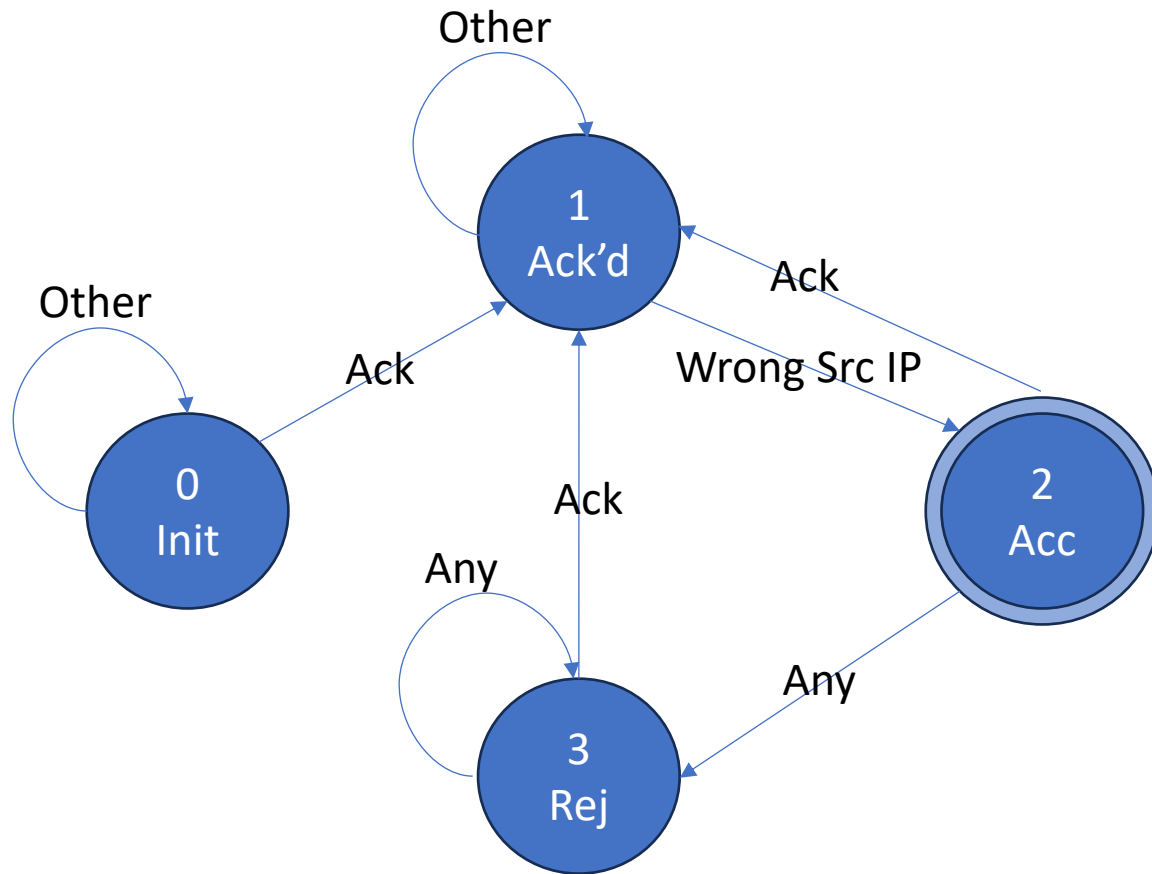 Other
1
Ack’d
Ack
Other
Wrong Src IP
Ack
0
Init
2
Acc
Ack
Any
Any
3
Rej